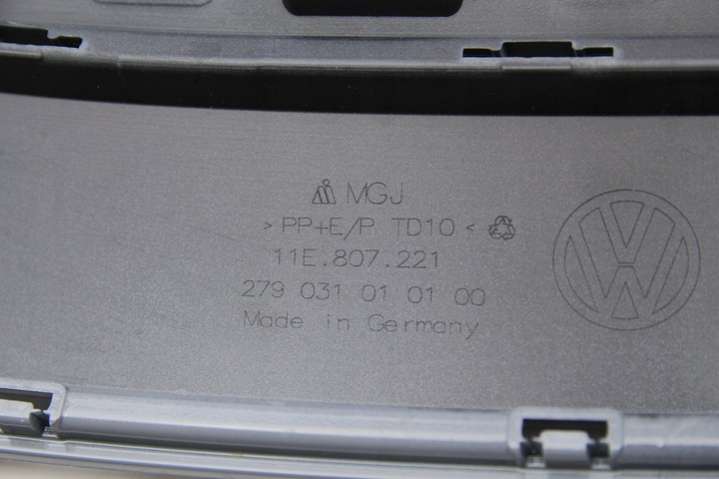 MGJ
>PP+E/P TD10<
11E.807.221
279 031 01 01 00
Made in Germany